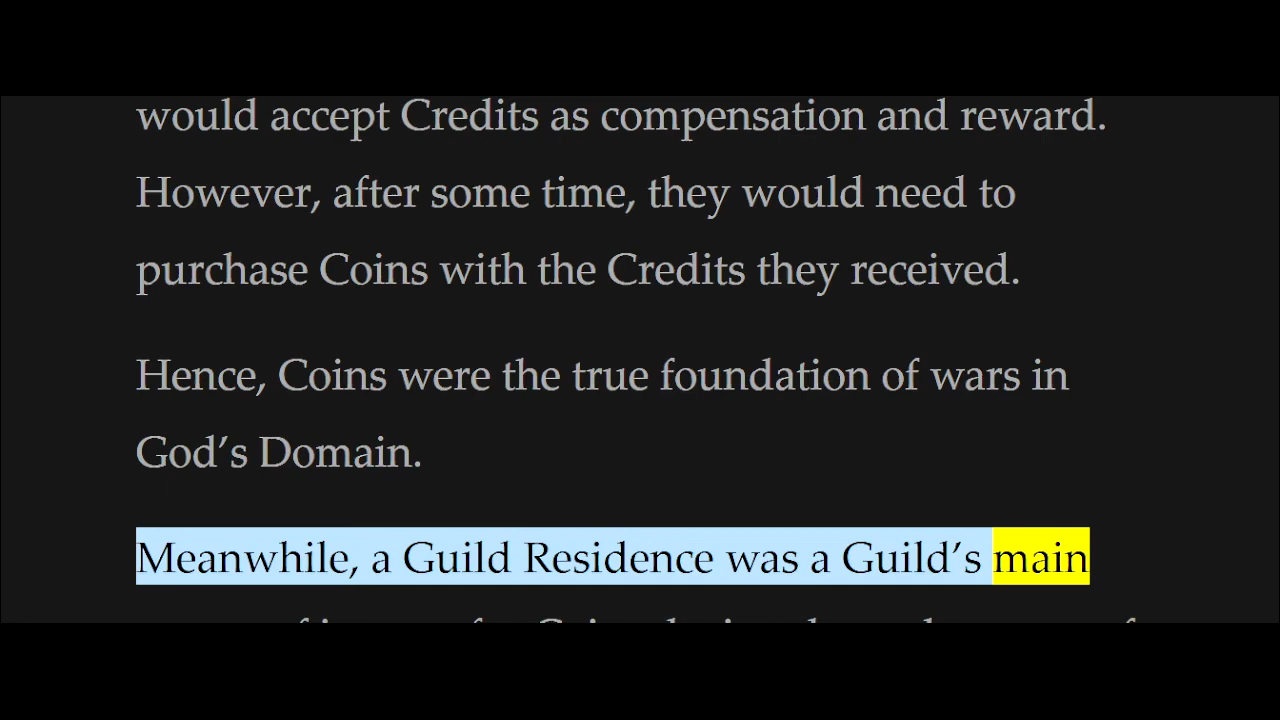 would accept Credits as compensation and reward.
However, after some time, they would need to
purchase Coins with the Credits they received.
Hence, Coins were the true foundation of wars in
God’s Domain.
Meanwhile, a Guild Residence was a Guild’s main